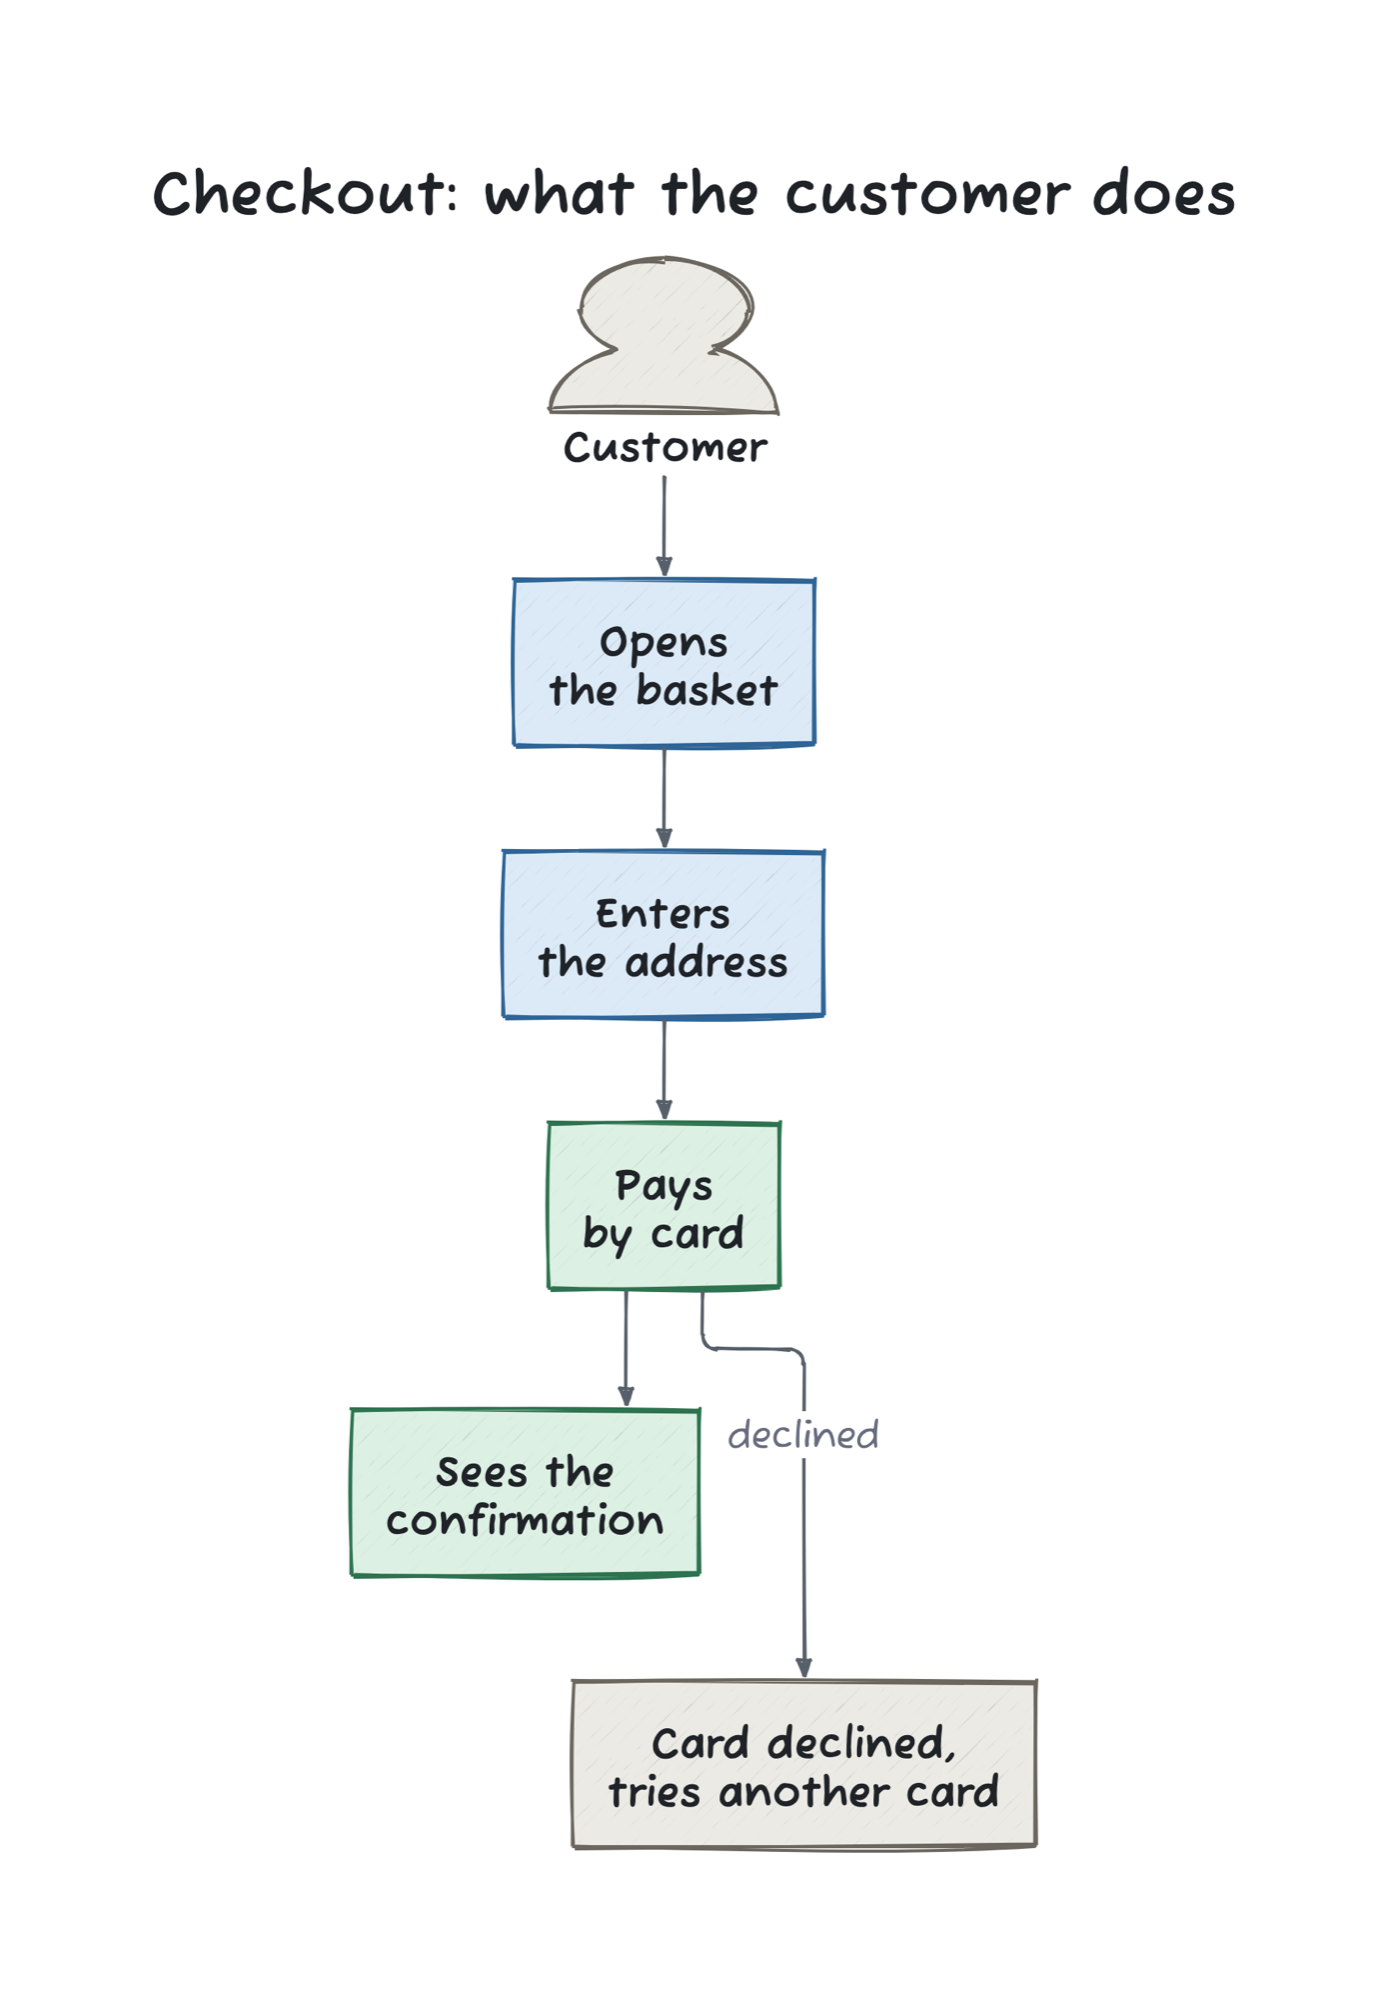 Checkout: what the customer does
Customer
Opens
the basket
Enters
the address
Pays
by card
declined
Sees the
confirmation
Card declined,
tries another card